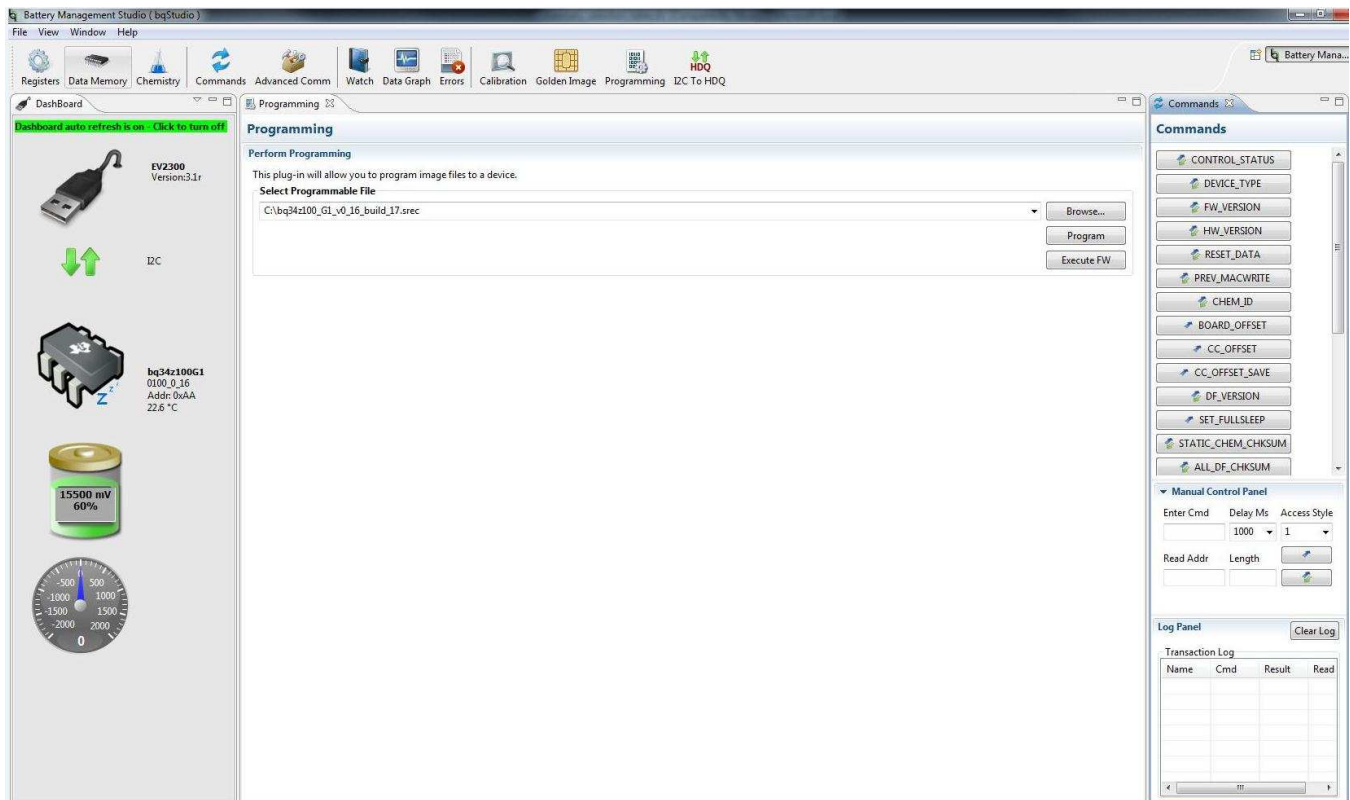 Battery Management Studio ( bqStudio )
File View Window Help
Registers Data Memory Chemistry Commands Advanced Comm Watch Data Graph Errors Calibration Golden Image Programming I2C To HDQ
HDQ
Battery Mana...
DashBoard
Dashboard auto refresh is on - Click to turn off
EV2300
Version:3.1r
I2C
bq34z100G1
0100_0_16
Addr: 0xAA
22.6 °C
Z z
15500 mV
60%
-500 500
-1000 1000
-1500 1500
-2000 2000
0
Programming
Programming
Perform Programming
This plug-in will allow you to program image files to a device.
Select Programmable File
C:\bq34z100_G1_v0_16_build_17.srec
Browse...
Program
Execute FW
Commands
Commands
CONTROL_STATUS
DEVICE_TYPE
FW_VERSION
HW_VERSION
RESET_DATA
PREV_MACWRITE
CHEM_ID
BOARD_OFFSET
CC_OFFSET
CC_OFFSET_SAVE
DF_VERSION
SET_FULLSLEEP
STATIC_CHEM_CHKSUM
ALL_DF_CHKSUM
Manual Control Panel
Enter Cmd Delay Ms Access Style
1000 1
Read Addr Length
Log Panel
Clear Log
Transaction Log
Name Cmd Result Read